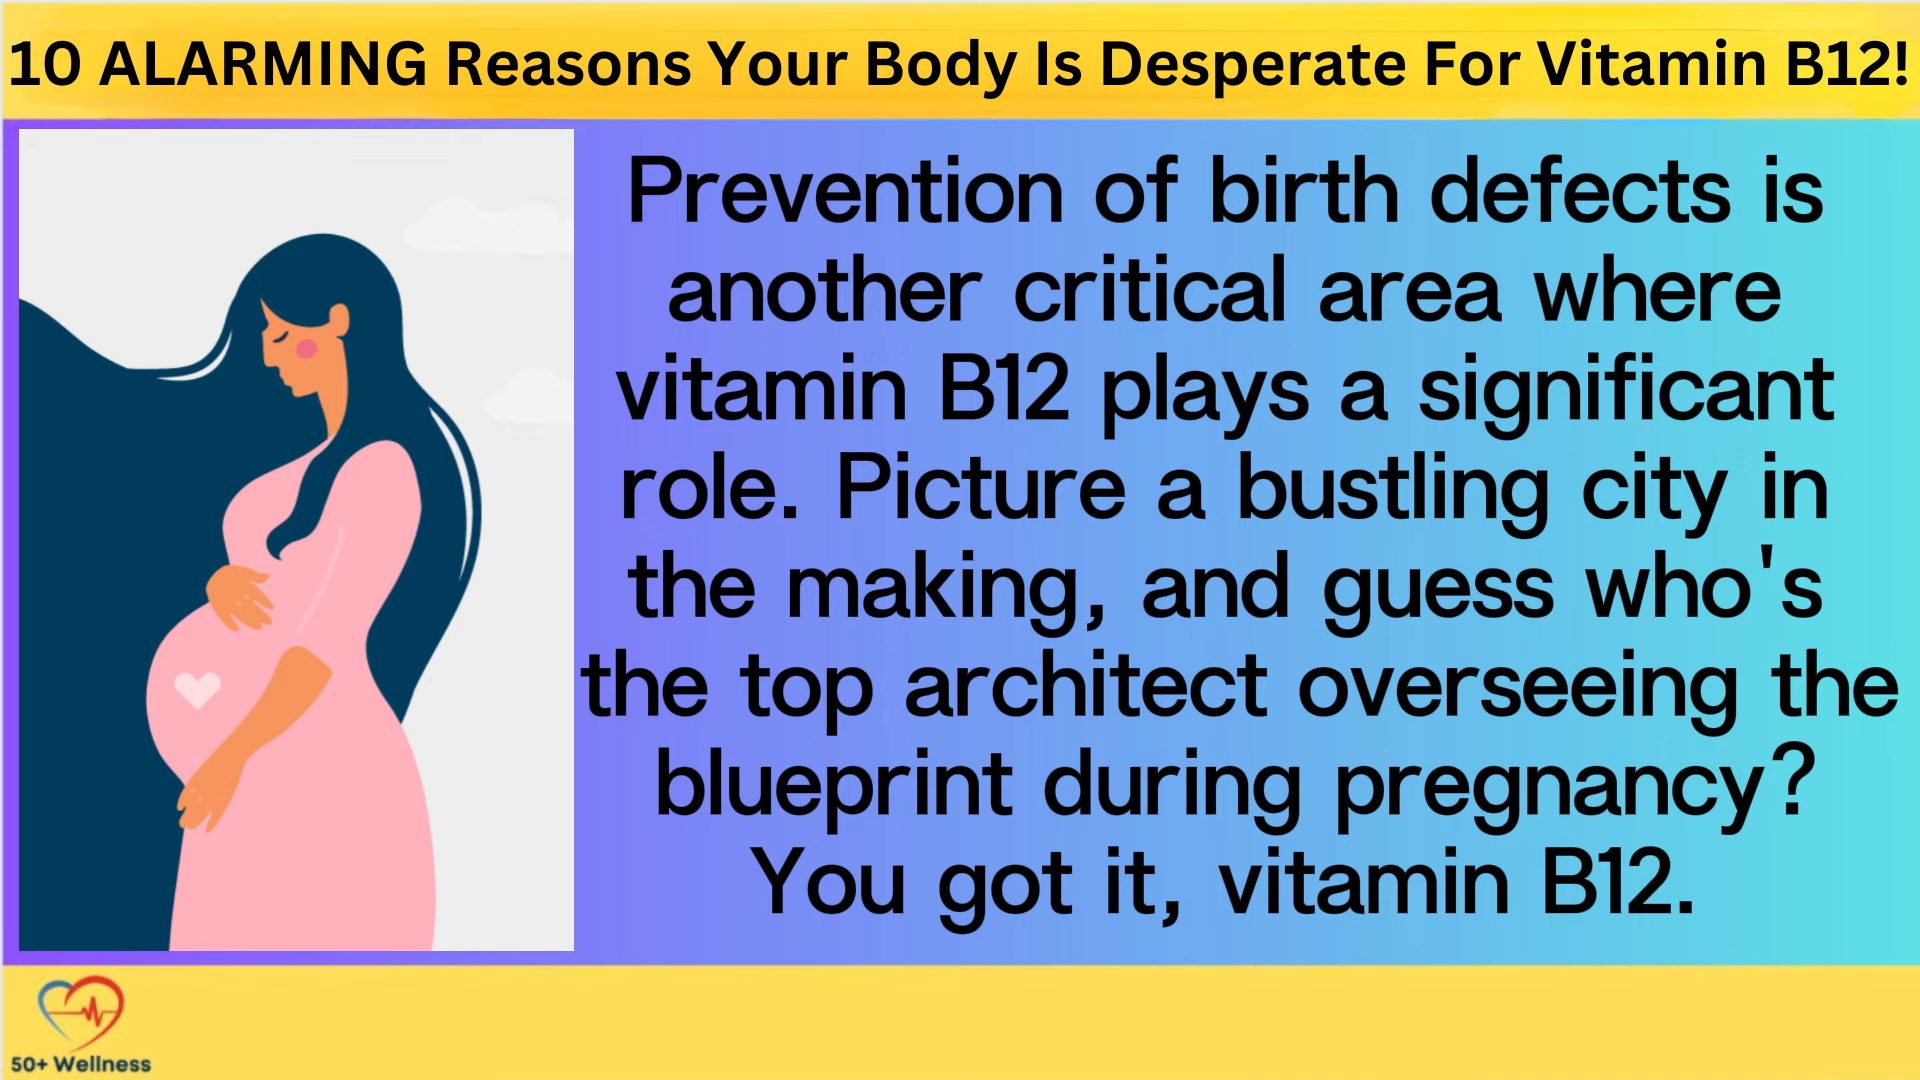 10 ALARMING Reasons Your Body Is Desperate For Vitamin B12!
Prevention of birth defects is
another critical area where
vitamin B12 plays a significant
role. Picture a bustling city in
the making, and guess who's
the top architect overseeing the
blueprint during pregnancy?
You got it, vitamin B12.
50+ Wellness